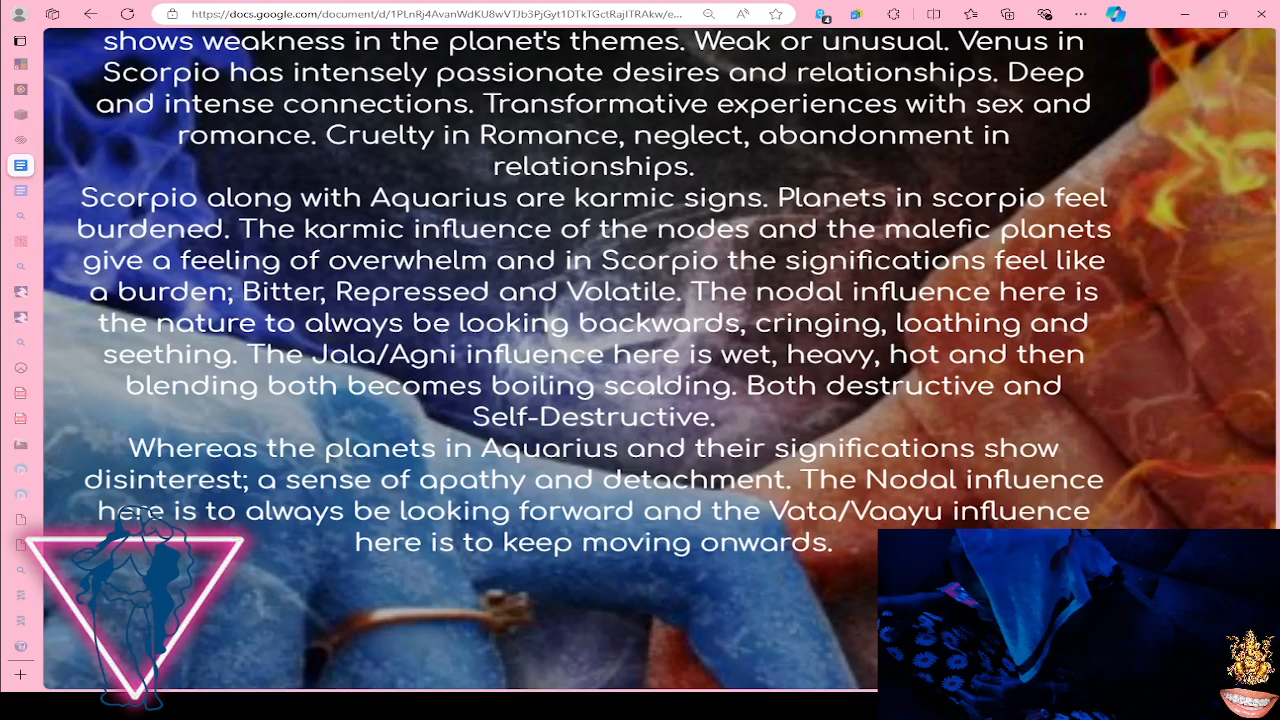 https://docs.google.com/document/d/1PLnRj4AvanWdKU8wVTJb3PjGyt1DTkTGctRajITRAkw/e...
shows weakness in the planet's themes. Weak or unusual. Venus in
Scorpio has intensely passionate desires and relationships. Deep
and intense connections. Transformative experiences with sex and
romance. Cruelty in Romance, neglect, abandonment in
relationships.
Scorpio along with Aquarius are karmic signs. Planets in scorpio feel
burdened. The karmic influence of the nodes and the malefic planets
give a feeling of overwhelm and in Scorpio the significations feel like
a burden; Bitter, Repressed and Volatile. The nodal influence here is
the nature to always be looking backwards, cringing, loathing and
seething. The Jala/Agni influence here is wet, heavy, hot and then
blending both becomes boiling scalding. Both destructive and
Self-Destructive.
Whereas the planets in Aquarius and their significations show
disinterest; a sense of apathy and detachment. The Nodal influence
here is to always be looking forward and the Vata/Vaayu influence
here is to keep moving onwards.